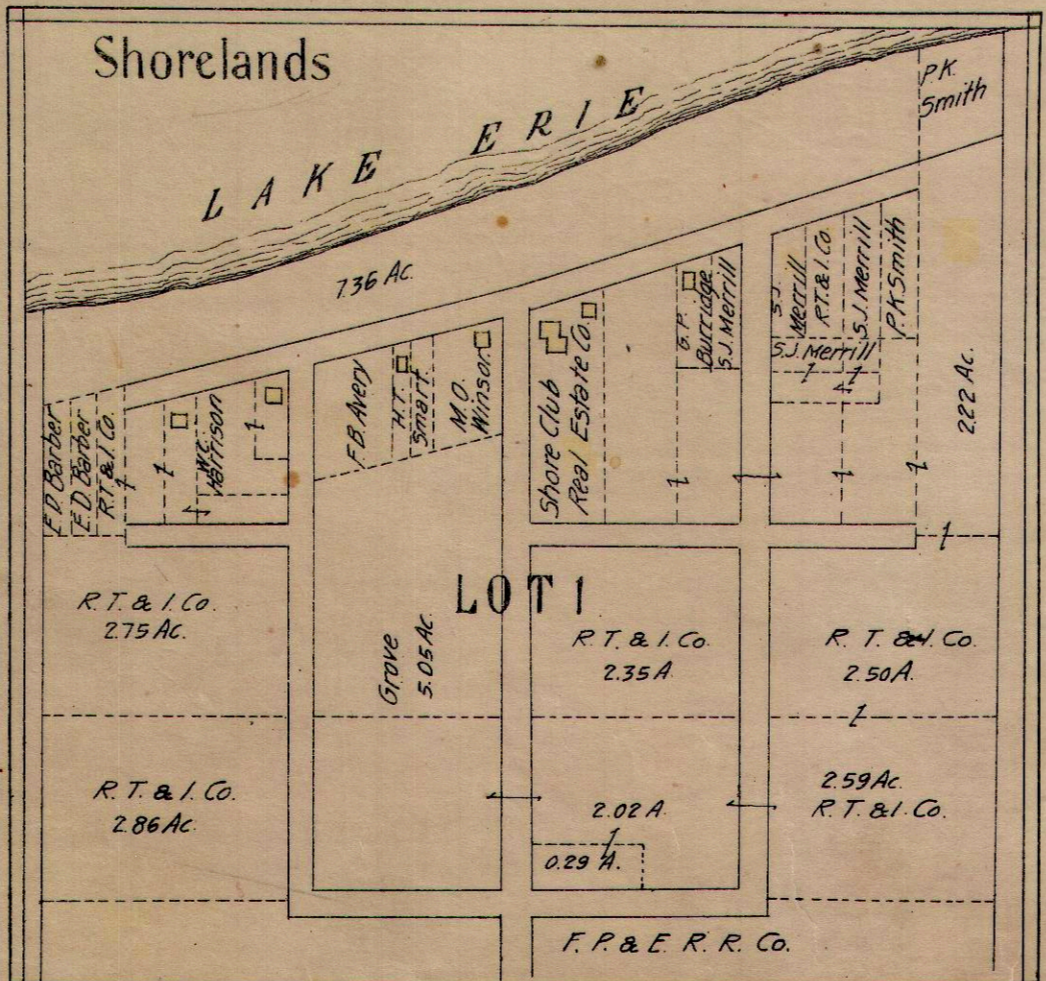 Shorelands
LAKE ERIE
P.K.
Smith
7.36 Ac.
S.J.
Merrill
R.T. & I. Co.
S.J. Merrill
P.K. Smith
S.J. Merrill
2.22 Ac.
S.P.
Burridge
S.J. Merrill
Shore Club
Real Estate Co.
F.B. Avery
H.T.
Smart
M.O.
Winsor
E.D. Barber
E.D. Barber
R.T. & I. Co.
W.C.
Harrison
LOT 1
R.T. & I. Co.
2.75 Ac.
Grove
5.05 Ac.
R.T. & I. Co.
2.35 A.
R.T. & I. Co.
2.50 A.
R.T. & I. Co.
2.86 Ac.
2.02 A.
0.29 A.
2.59 Ac.
R.T. & I. Co.
F. P. & E. R. R. Co.